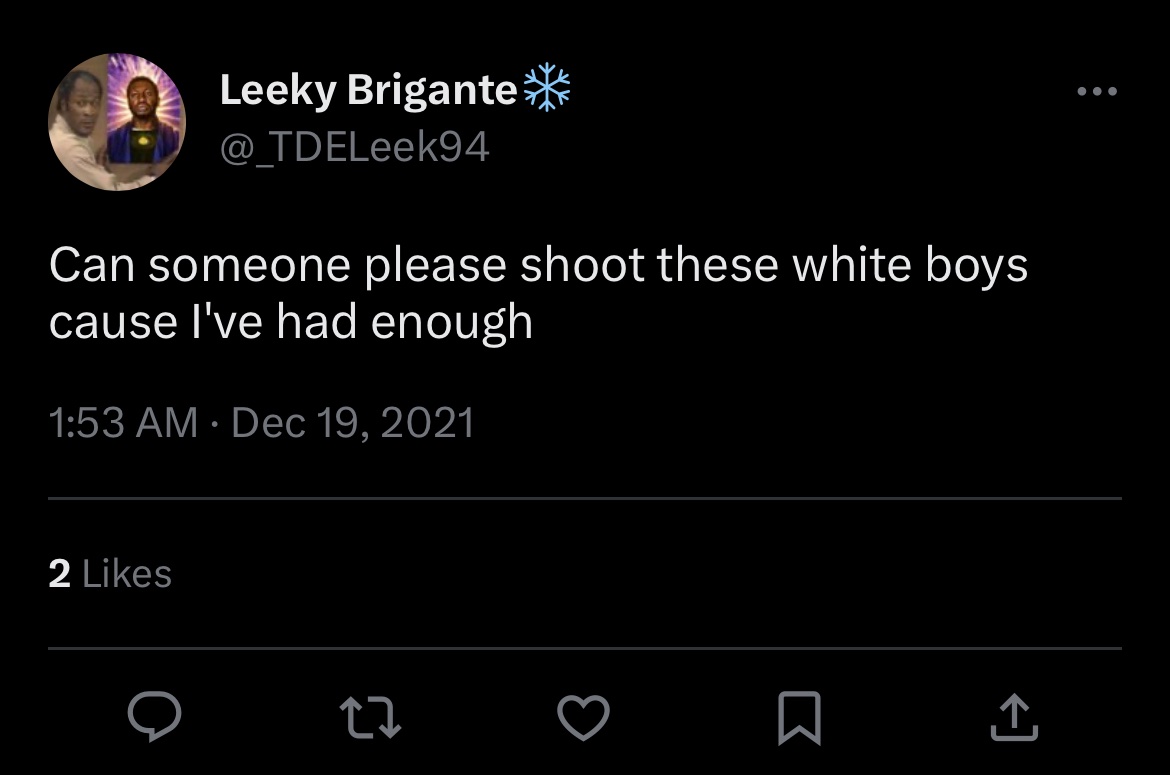 Leeky Brigante❄️
@_TDELeek94
Can someone please shoot these white boys
cause I've had enough
1:53 AM · Dec 19, 2021
2 Likes